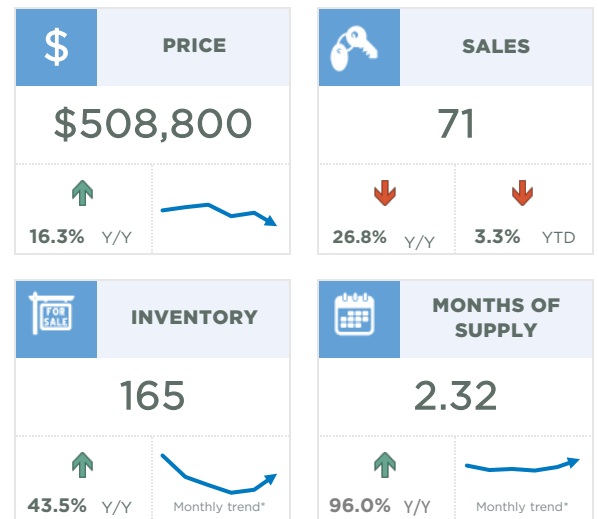 $
PRICE
$508,800
16.3% Y/Y
SALES
71
26.8% Y/Y
3.3% YTD
FOR
SALE
INVENTORY
165
43.5% Y/Y
Monthly trend*
MONTHS OF
SUPPLY
2.32
96.0% Y/Y
Monthly trend*